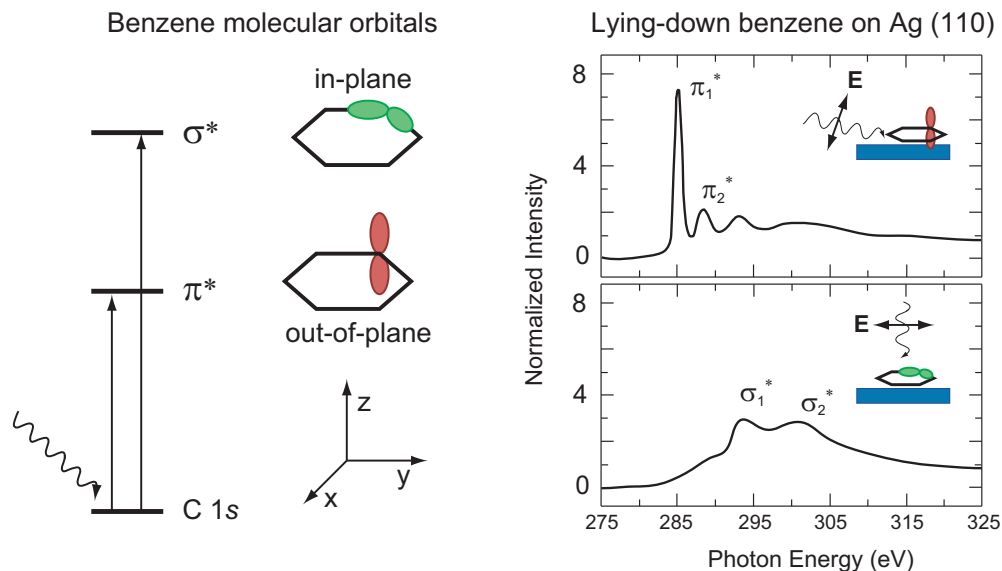 Benzene molecular orbitals
in-plane
σ*
π*
out-of-plane
z
y
x
C 1s
Lying-down benzene on Ag (110)
Normalized Intensity
8
4
0
π₁*
π₂*
E
8
4
0
E
σ₁*
σ₂*
275 285 295 305 315 325
Photon Energy (eV)